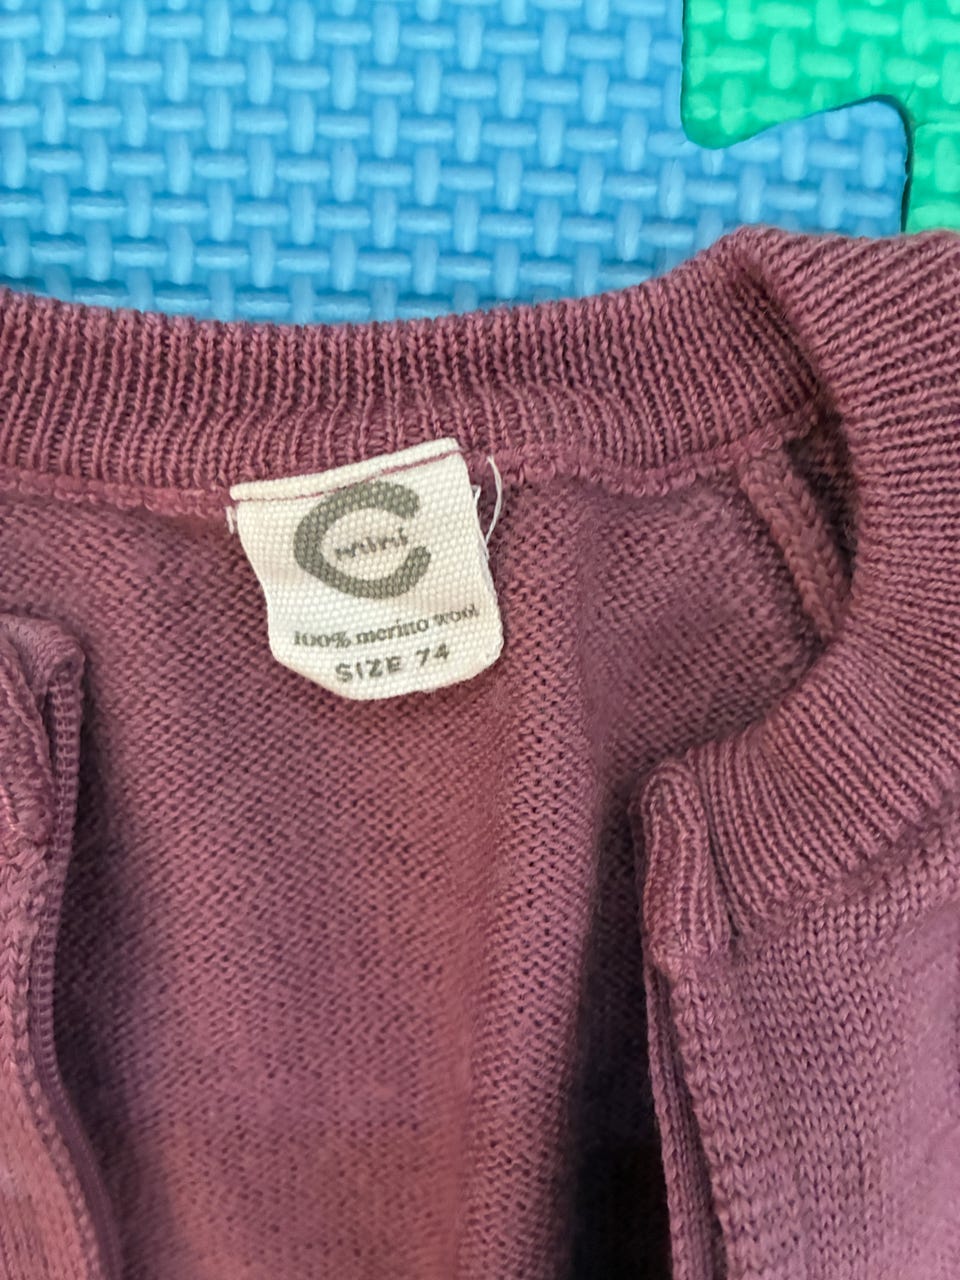 C
mini
100% merino wool
SIZE 74